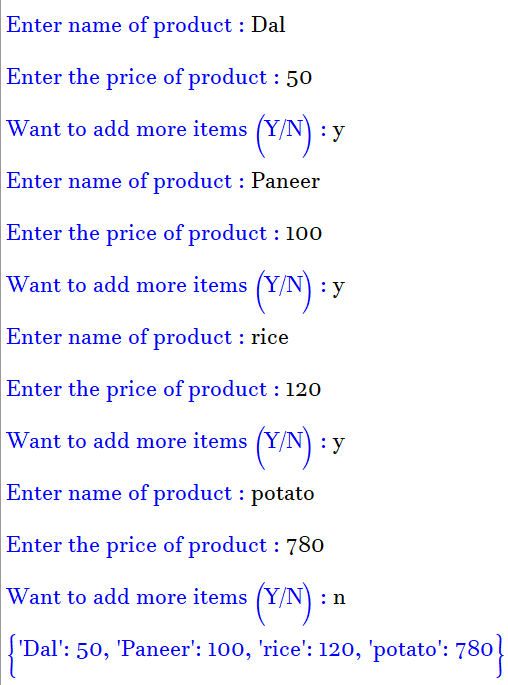 Enter name of product : Dal
Enter the price of product : 50
Want to add more items (Y/N) : y
Enter name of product : Paneer
Enter the price of product : 100
Want to add more items (Y/N) : y
Enter name of product : rice
Enter the price of product : 120
Want to add more items (Y/N) : y
Enter name of product : potato
Enter the price of product : 780
Want to add more items (Y/N) : n
{'Dal': 50, 'Paneer': 100, 'rice': 120, 'potato': 780}